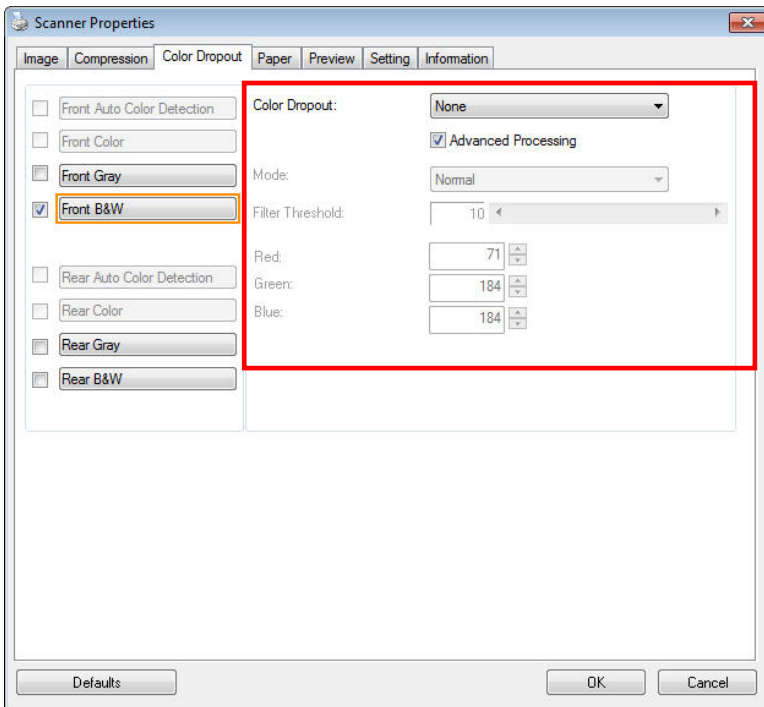 Scanner Properties
Image Compression Color Dropout Paper Preview Setting Information
Front Auto Color Detection
Front Color
Front Gray
Front B&W
Rear Auto Color Detection
Rear Color
Rear Gray
Rear B&W
Color Dropout: None
Advanced Processing
Mode: Normal
Filter Threshold: 10
Red: 71
Green: 184
Blue: 184
Defaults OK Cancel